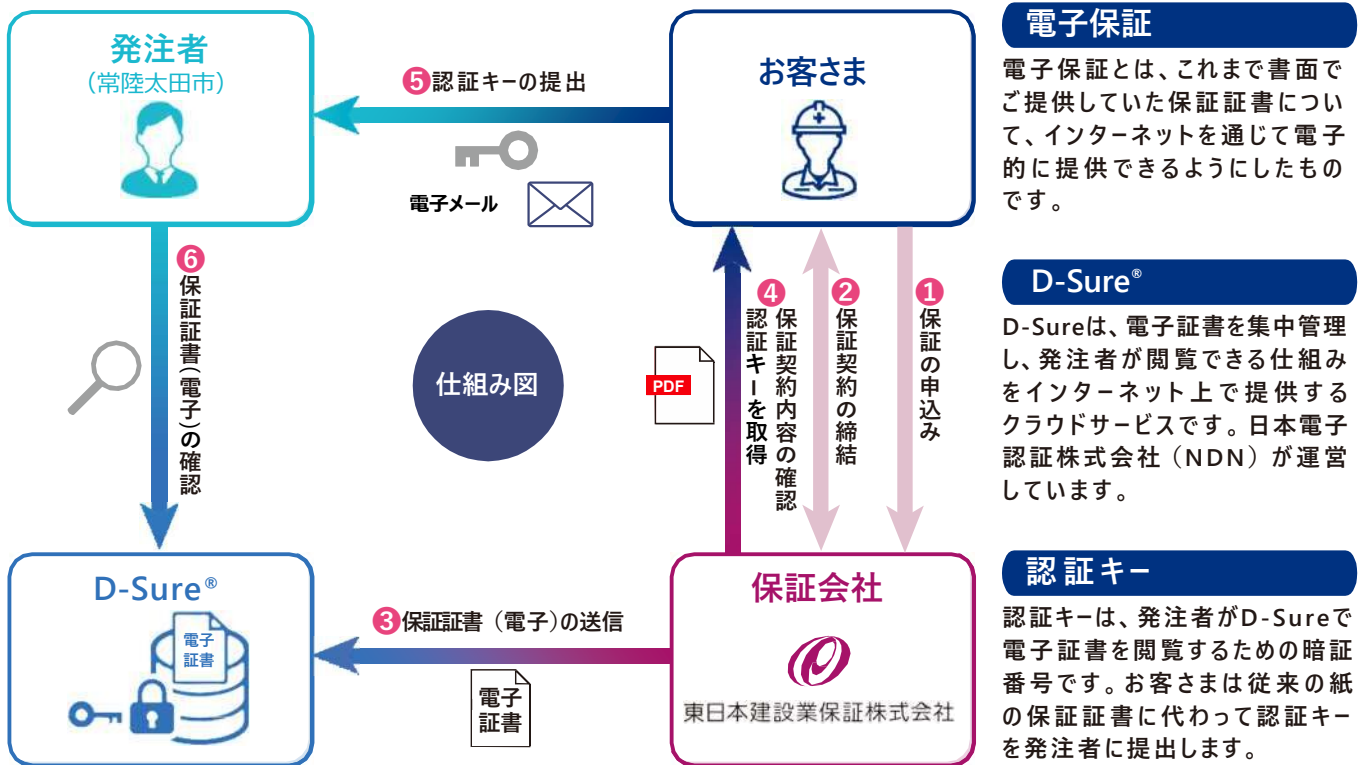 発注者
（常陸太田市）
❺認証キーの提出
電子メール
お客さま
❻保証証書（電子）の確認
仕組み図
PDF
❹保証契約内容の確認
認証キーを取得
❷保証契約の締結
❶保証の申込み
D-Sure®
電子
証書
❸保証証書（電子）の送信
電子
証書
保証会社
東日本建設業保証株式会社
電子保証
電子保証とは、これまで書面で
ご提供していた保証証書につい
て、インターネットを通じて電子
的に提供できるようにしたもの
です。
D-Sure®
D-Sureは、電子証書を集中管理
し、発注者が閲覧できる仕組み
をインターネット上で提供する
クラウドサービスです。日本電子
認証株式会社（NDN）が運営
しています。
認証キー
認証キーは、発注者がD-Sureで
電子証書を閲覧するための暗証
番号です。お客さまは従来の紙
の保証証書に代わって認証キー
を発注者に提出します。